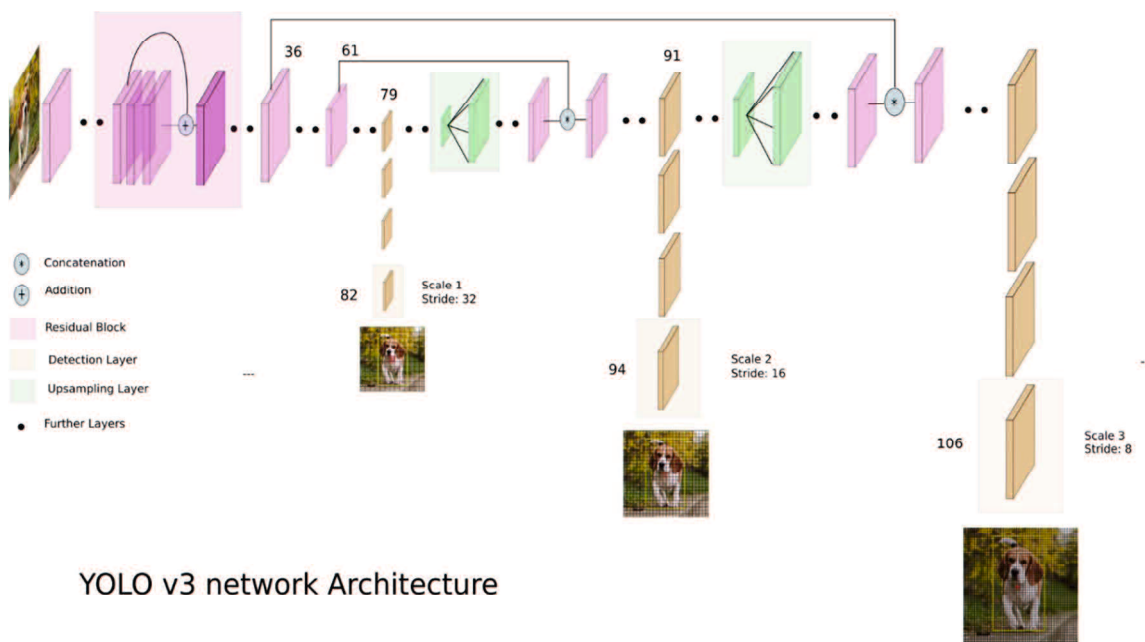 36
61
91
79
+
*
*
* Concatenation
+ Addition
Residual Block
Detection Layer
Upsampling Layer
Further Layers
82
Scale 1
Stride: 32
---
94
Scale 2
Stride: 16
-
106
Scale 3
Stride: 8
YOLO v3 network Architecture